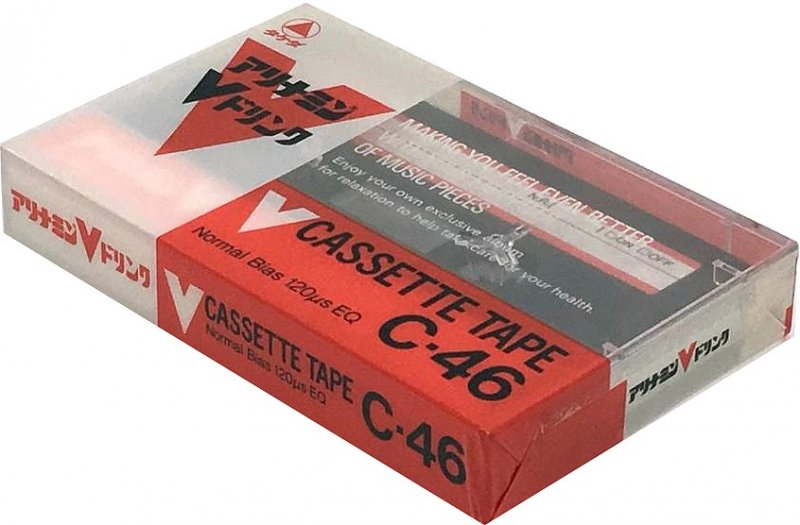 タケダ
アリナミン
Vドリンク
MAKING YOU FEEL EVEN BETTER
OF MUSIC PIECES
Enjoy your own exclusive
for relaxation to help take care of your health.
V CASSETTE TAPE
Normal Bias 120μs EQ
C-46
アリナミンVドリンク
V CASSETTE TAPE
Normal Bias 120μs EQ
C-46
アリナミンVドリンク